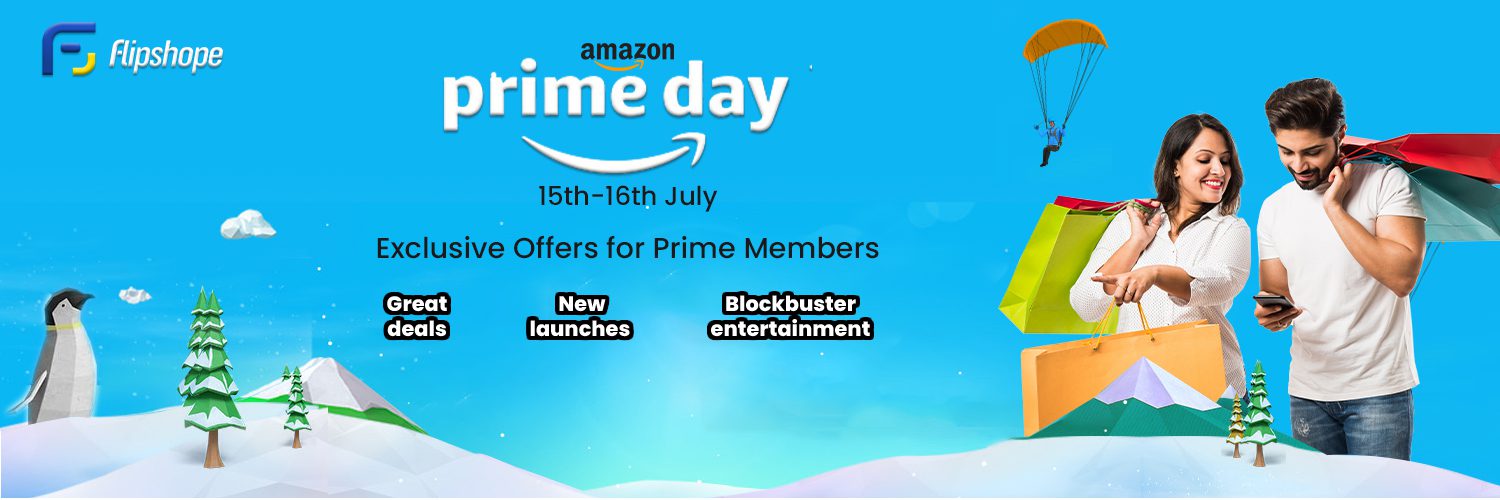 Flipshope
amazon
prime day
15th-16th July
Exclusive Offers for Prime Members
Great
deals
New
launches
Blockbuster
entertainment